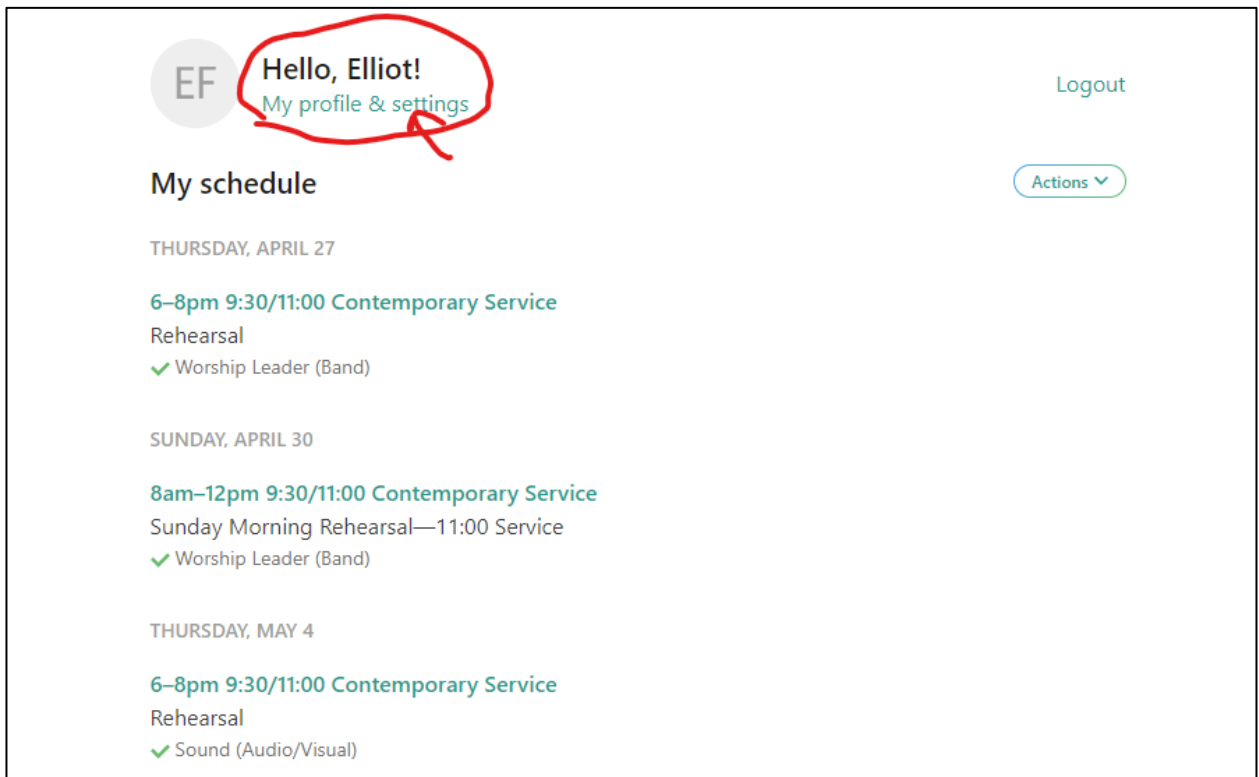 EF
Hello, Elliot!
My profile & settings
Logout
My schedule
Actions
THURSDAY, APRIL 27
6–8pm 9:30/11:00 Contemporary Service
Rehearsal
Worship Leader (Band)
SUNDAY, APRIL 30
8am–12pm 9:30/11:00 Contemporary Service
Sunday Morning Rehearsal—11:00 Service
Worship Leader (Band)
THURSDAY, MAY 4
6–8pm 9:30/11:00 Contemporary Service
Rehearsal
Sound (Audio/Visual)